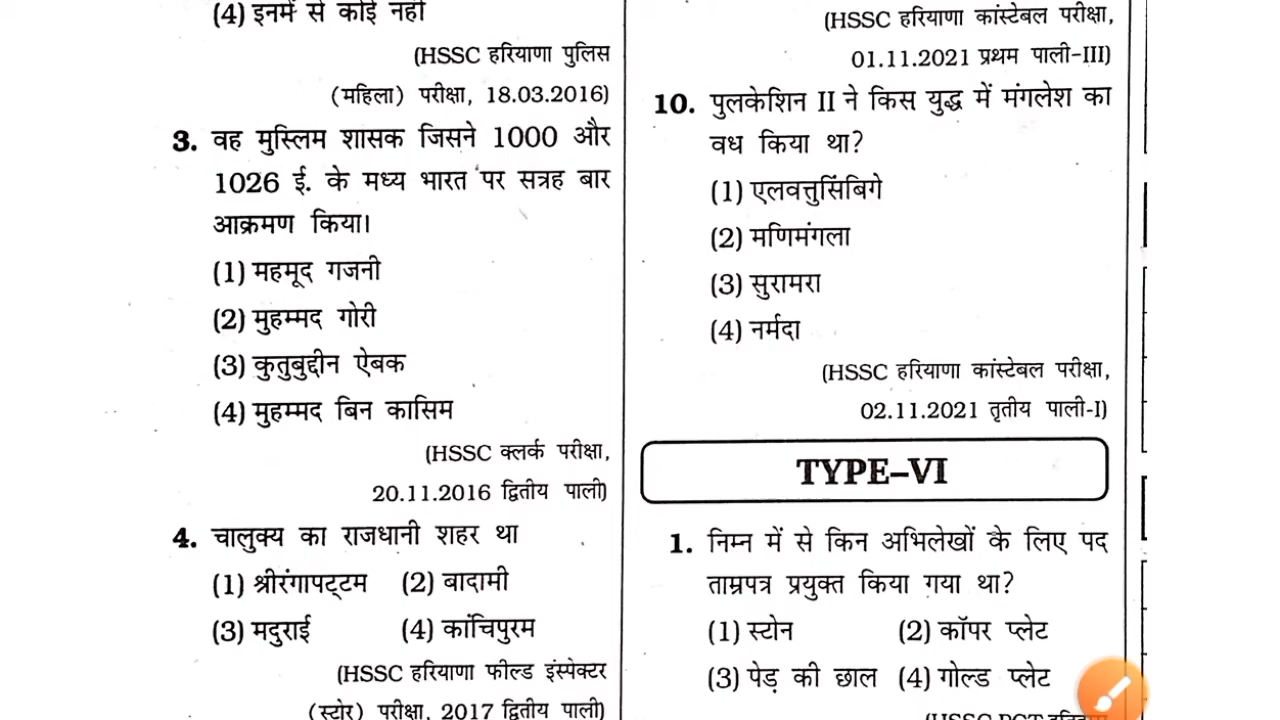 (4) इनमें से कोई नहीं
(HSSC हरियाणा पुलिस
(महिला) परीक्षा, 18.03.2016)
3. वह मुस्लिम शासक जिसने 1000 और
1026 ई. के मध्य भारत पर सत्रह बार
आक्रमण किया।
(1) महमूद गजनी
(2) मुहम्मद गोरी
(3) कुतुबुद्दीन ऐबक
(4) मुहम्मद बिन कासिम
(HSSC क्लर्क परीक्षा,
20.11.2016 द्वितीय पाली)
4. चालुक्य का राजधानी शहर था
(1) श्रीरंगापट्टम (2) बादामी
(3) मदुराई (4) कांचिपुरम
(HSSC हरियाणा फील्ड इंस्पेक्टर
(स्टोर) परीक्षा, 2017 द्वितीय पाली)
(HSSC हरियाणा कांस्टेबल परीक्षा,
01.11.2021 प्रथम पाली-III)
10. पुलकेशिन II ने किस युद्ध में मंगलेश का
वध किया था?
(1) एलवत्तुसिंबिगे
(2) मणिमंगला
(3) सुरामरा
(4) नर्मदा
(HSSC हरियाणा कांस्टेबल परीक्षा,
02.11.2021 तृतीय पाली-I)
TYPE–VI
1. निम्न में से किन अभिलेखों के लिए पद
ताम्रपत्र प्रयुक्त किया गया था?
(1) स्टोन (2) कॉपर प्लेट
(3) पेड़ की छाल (4) गोल्ड प्लेट